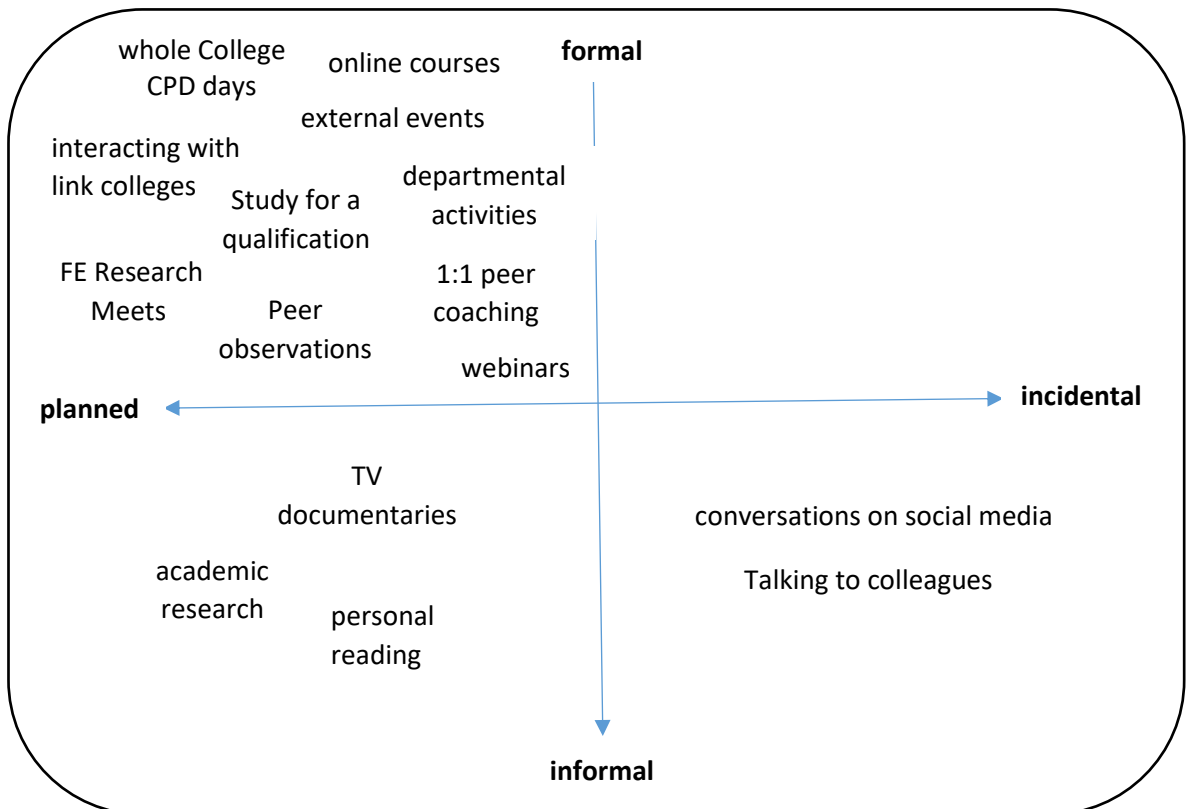 whole College
CPD days
online courses
formal
external events
interacting with
link colleges
departmental
activities
Study for a
qualification
FE Research
Meets
Peer
observations
1:1 peer
coaching
webinars
planned
incidental
TV
documentaries
conversations on social media
academic
research
Talking to colleagues
personal
reading
informal